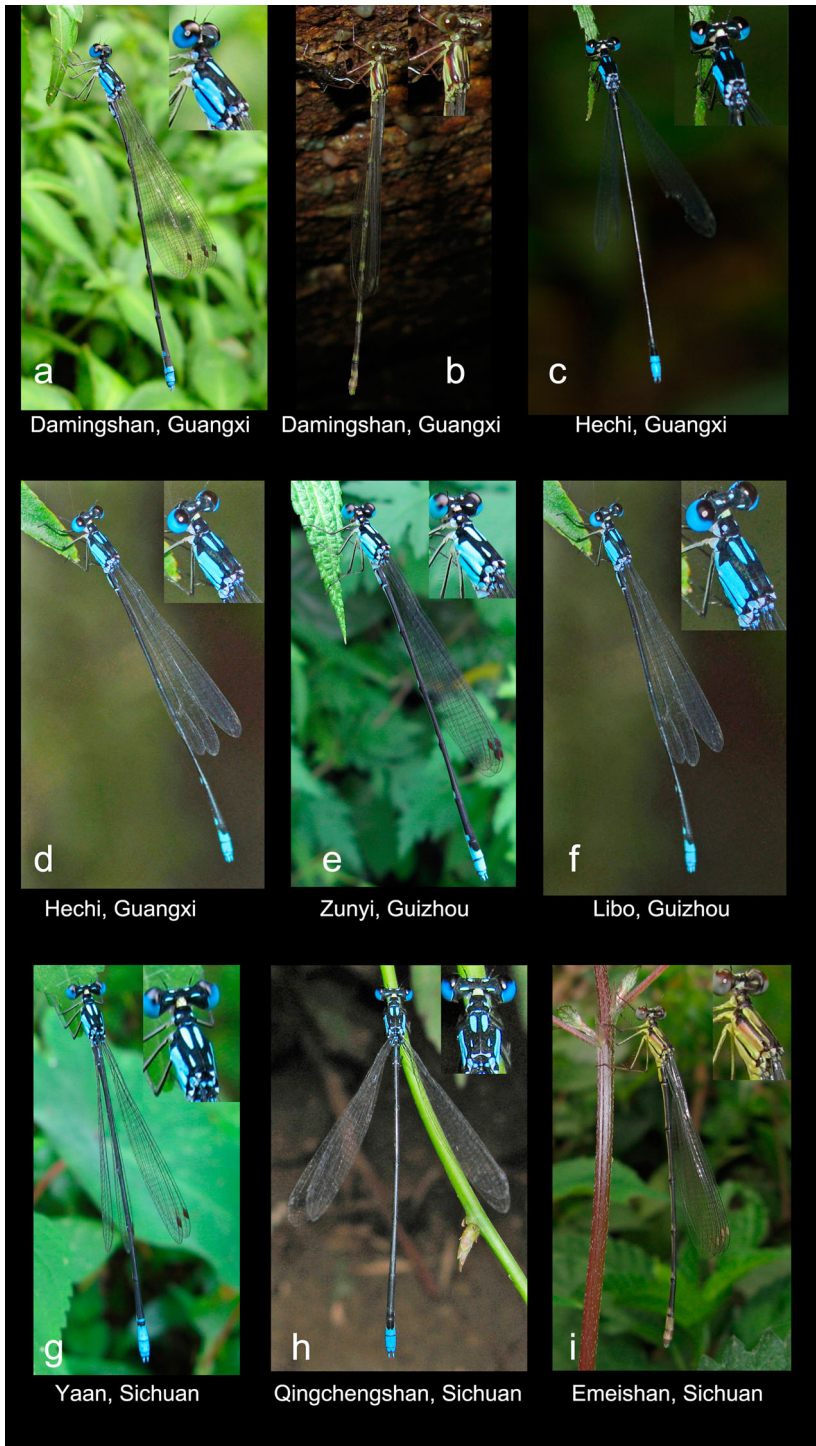 a
b
c
Damingshan, Guangxi
Damingshan, Guangxi
Hechi, Guangxi
d
e
f
Hechi, Guangxi
Zunyi, Guizhou
Libo, Guizhou
g
h
i
Yaan, Sichuan
Qingchengshan, Sichuan
Emeishan, Sichuan